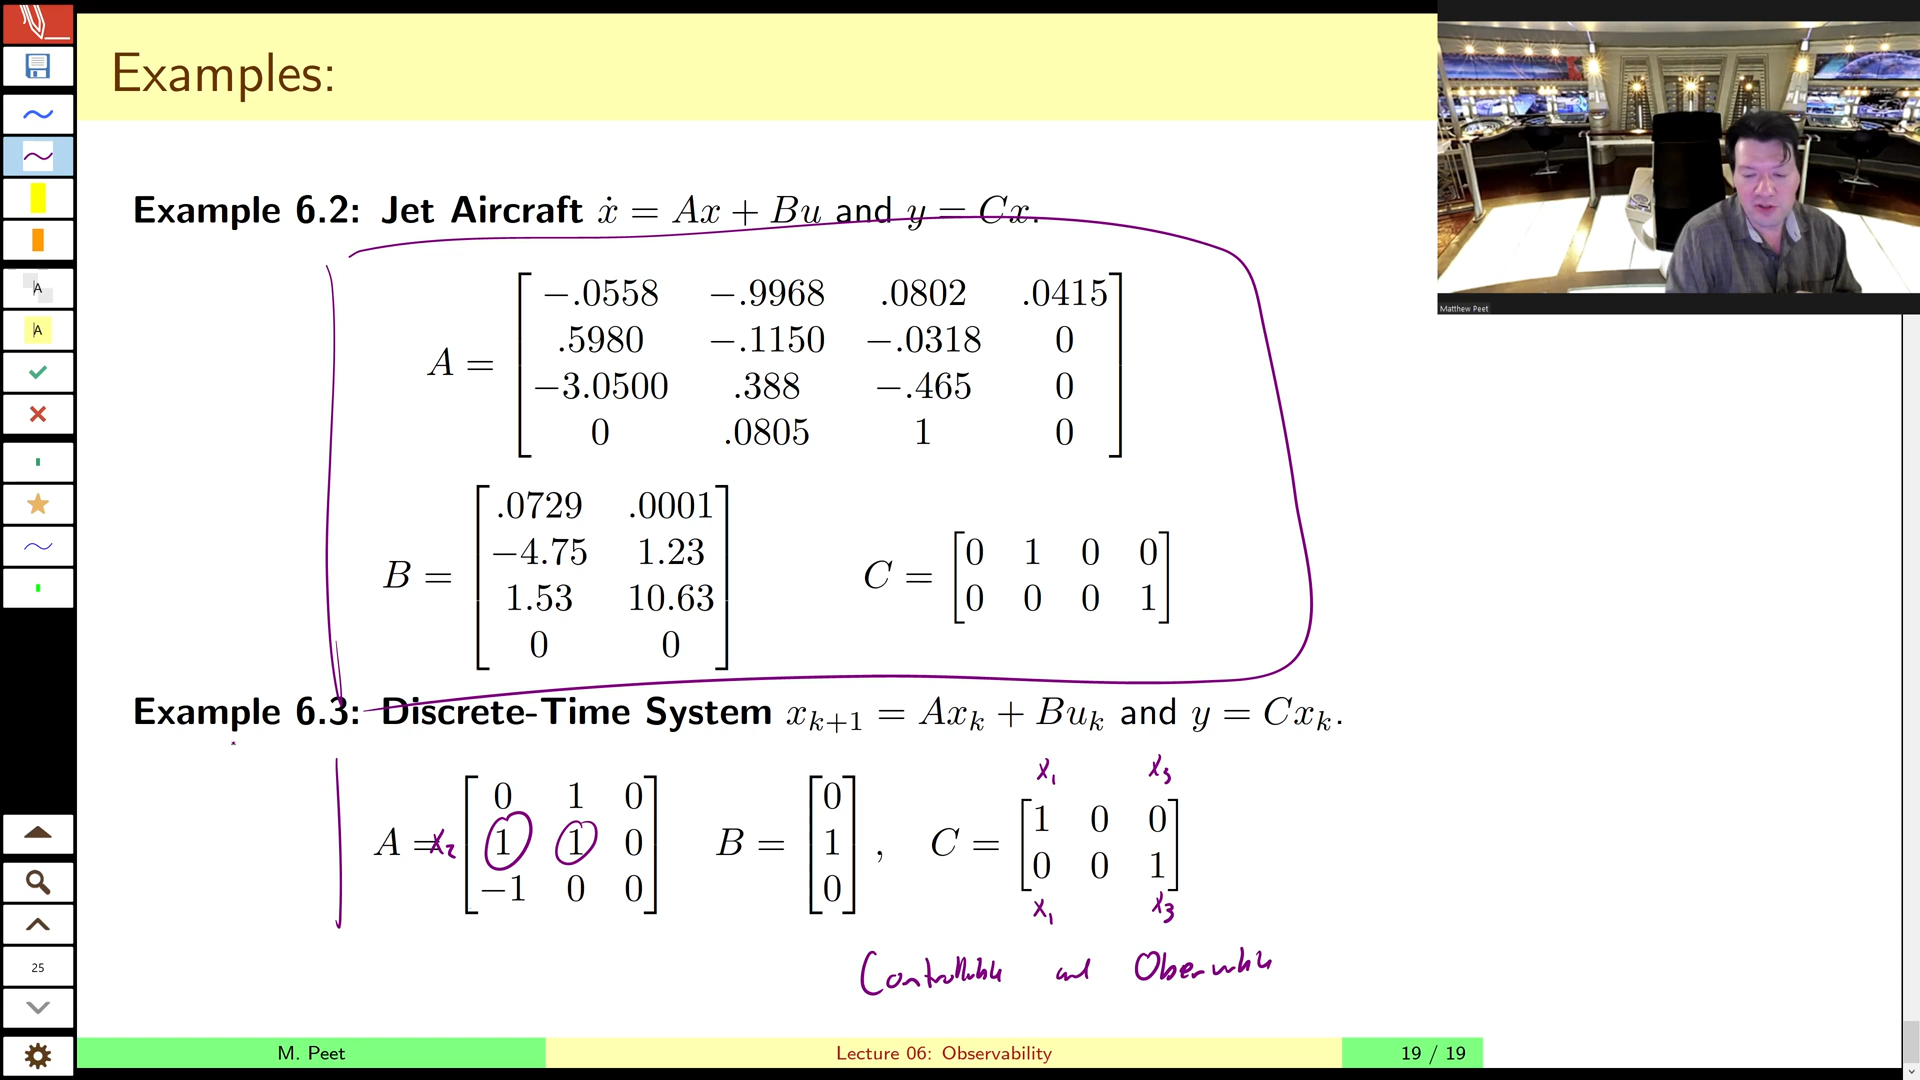 Examples:
Matthew Peet
Example 6.2: Jet Aircraft ẋ = Ax + Bu and y = Cx.
A = [ −.0558 −.9968 .0802 .0415
.5980 −.1150 −.0318 0
−3.0500 .388 −.465 0
0 .0805 1 0 ]
B = [ .0729 .0001
−4.75 1.23
1.53 10.63
0 0 ]
C = [ 0 1 0 0
0 0 0 1 ]
Example 6.3: Discrete-Time System x_{k+1} = Ax_k + Bu_k and y = Cx_k.
x₂
A = [ 0 1 0
1 1 0
−1 0 0 ]
B = [ 0
1
0 ] ,
x₁ x₃
C = [ 1 0 0
0 0 1 ]
x₁ x₃
Controllable and Observable
A
A
25
M. Peet
Lecture 06: Observability
19 / 19